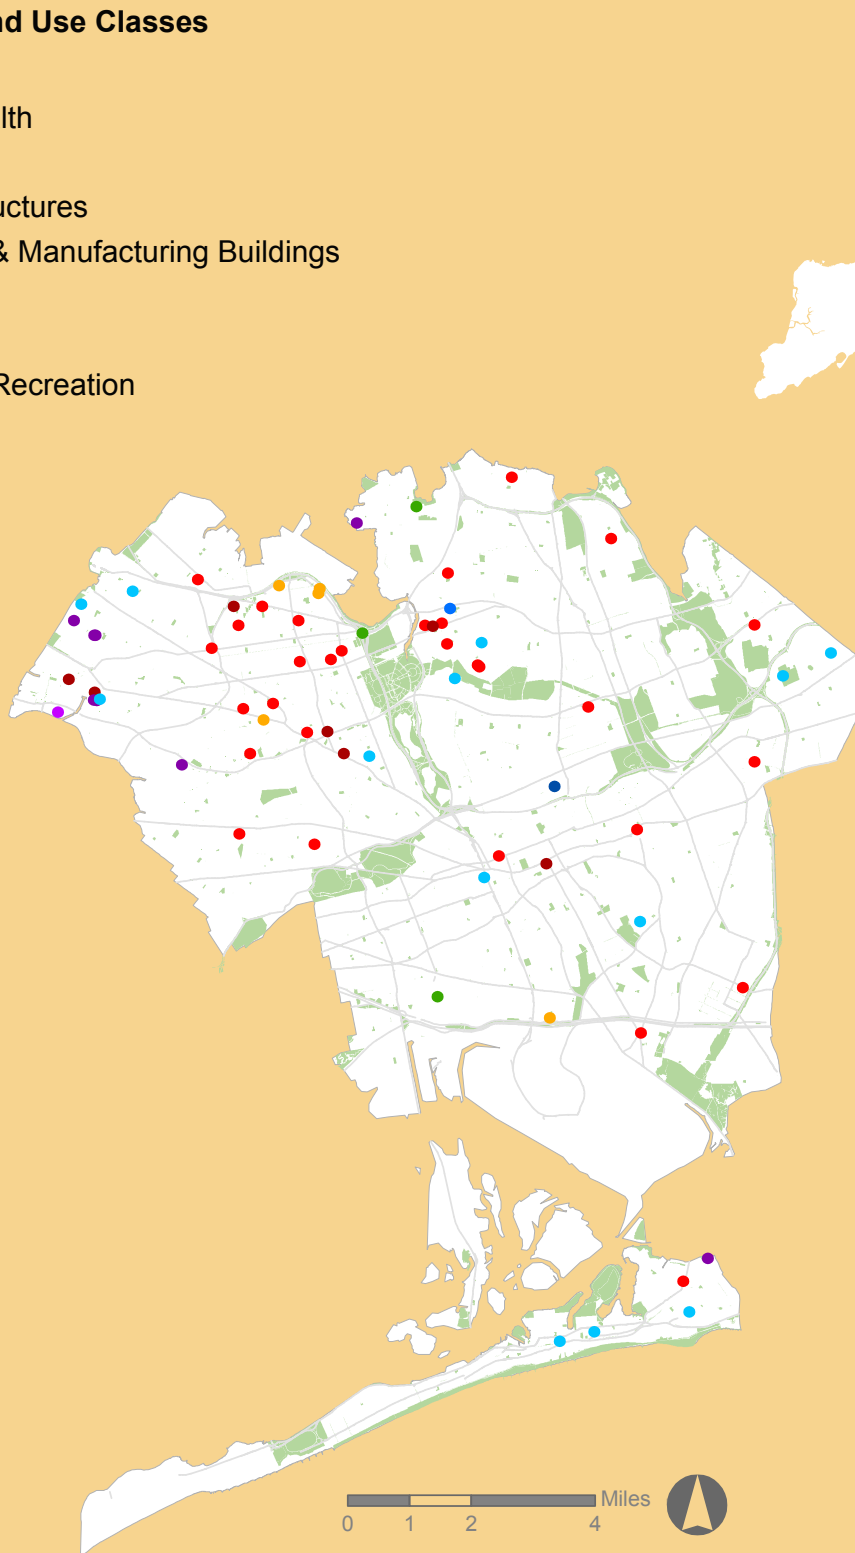 nd Use Classes
lth
uctures
& Manufacturing Buildings
Recreation
Miles
0 1 2 4